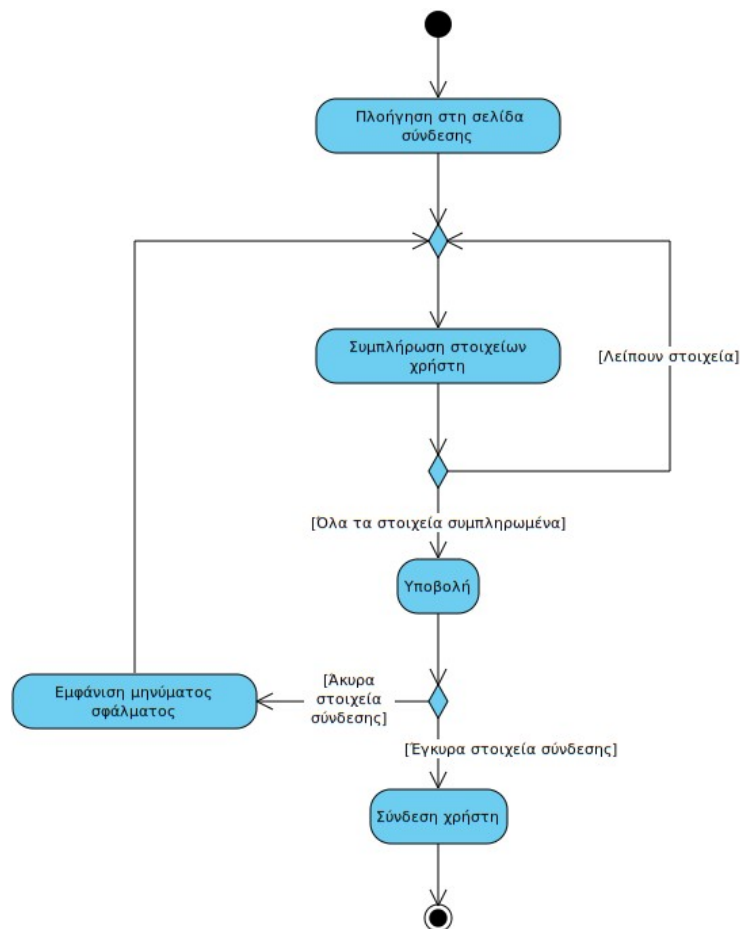 Πλοήγηση στη σελίδα
σύνδεσης
Συμπλήρωση στοιχείων
χρήστη
[Λείπουν στοιχεία]
[Όλα τα στοιχεία συμπληρωμένα]
Υποβολή
[Άκυρα
στοιχεία
σύνδεσης]
Εμφάνιση μηνύματος
σφάλματος
[Έγκυρα στοιχεία σύνδεσης]
Σύνδεση χρήστη